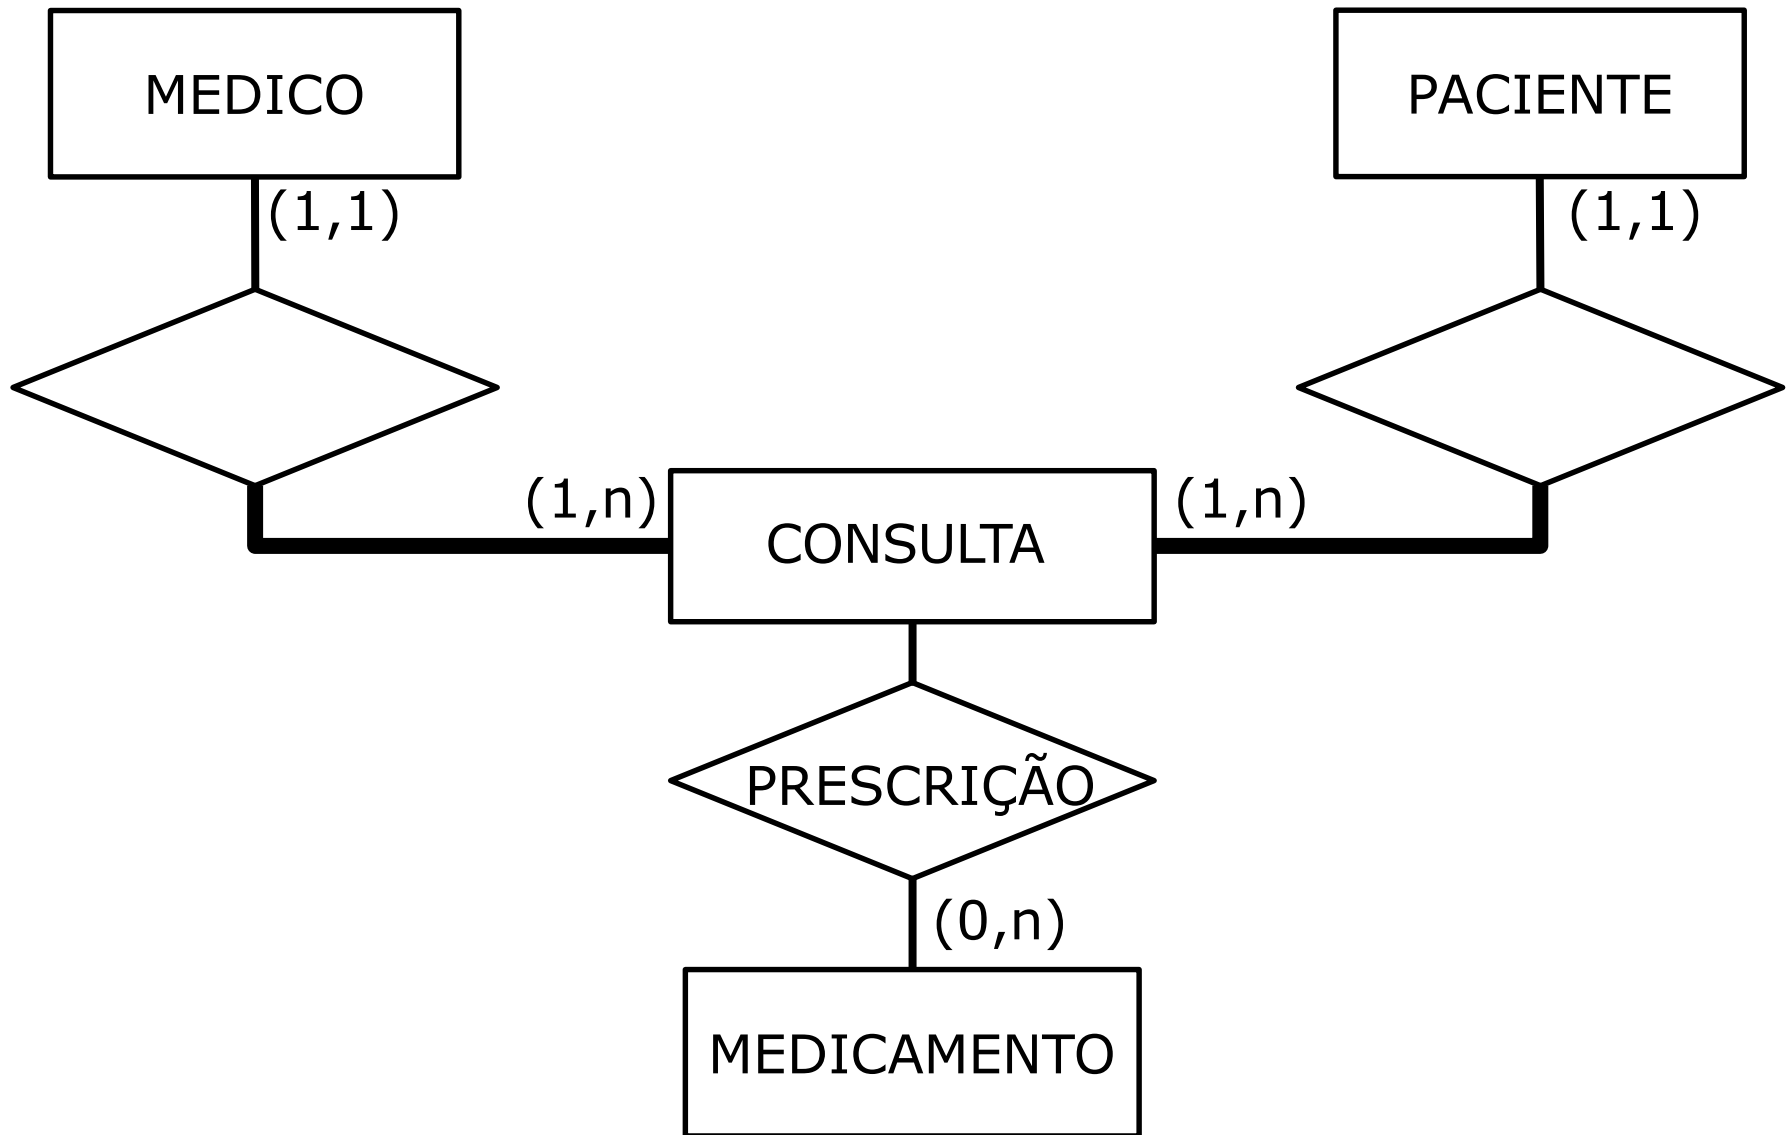 MEDICO
PACIENTE
(1,1)
(1,1)
(1,n)
(1,n)
CONSULTA
PRESCRIÇÃO
(0,n)
MEDICAMENTO